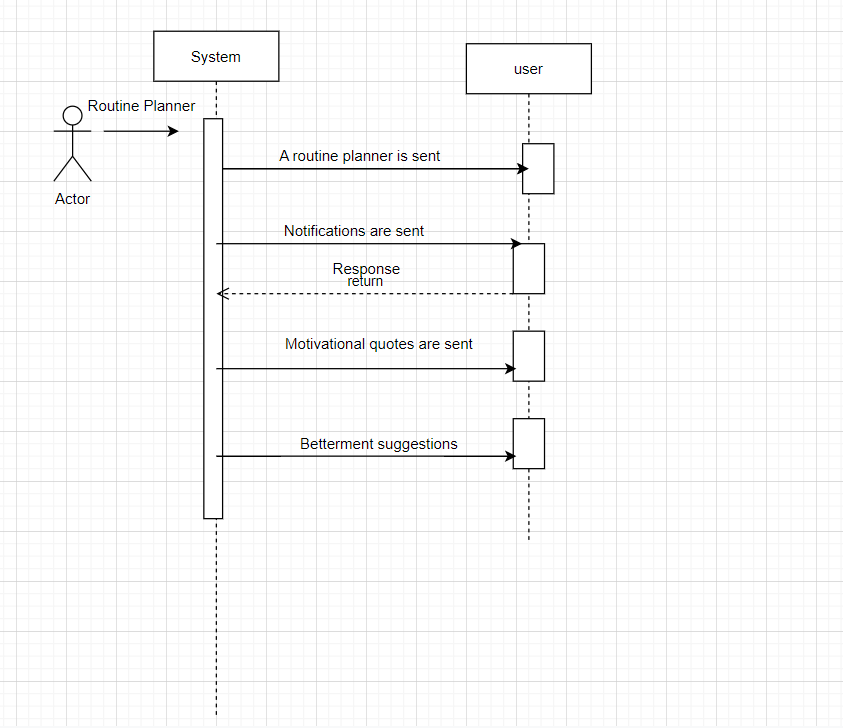 System
user
Routine Planner
Actor
A routine planner is sent
Notifications are sent
Response
return
Motivational quotes are sent
Betterment suggestions